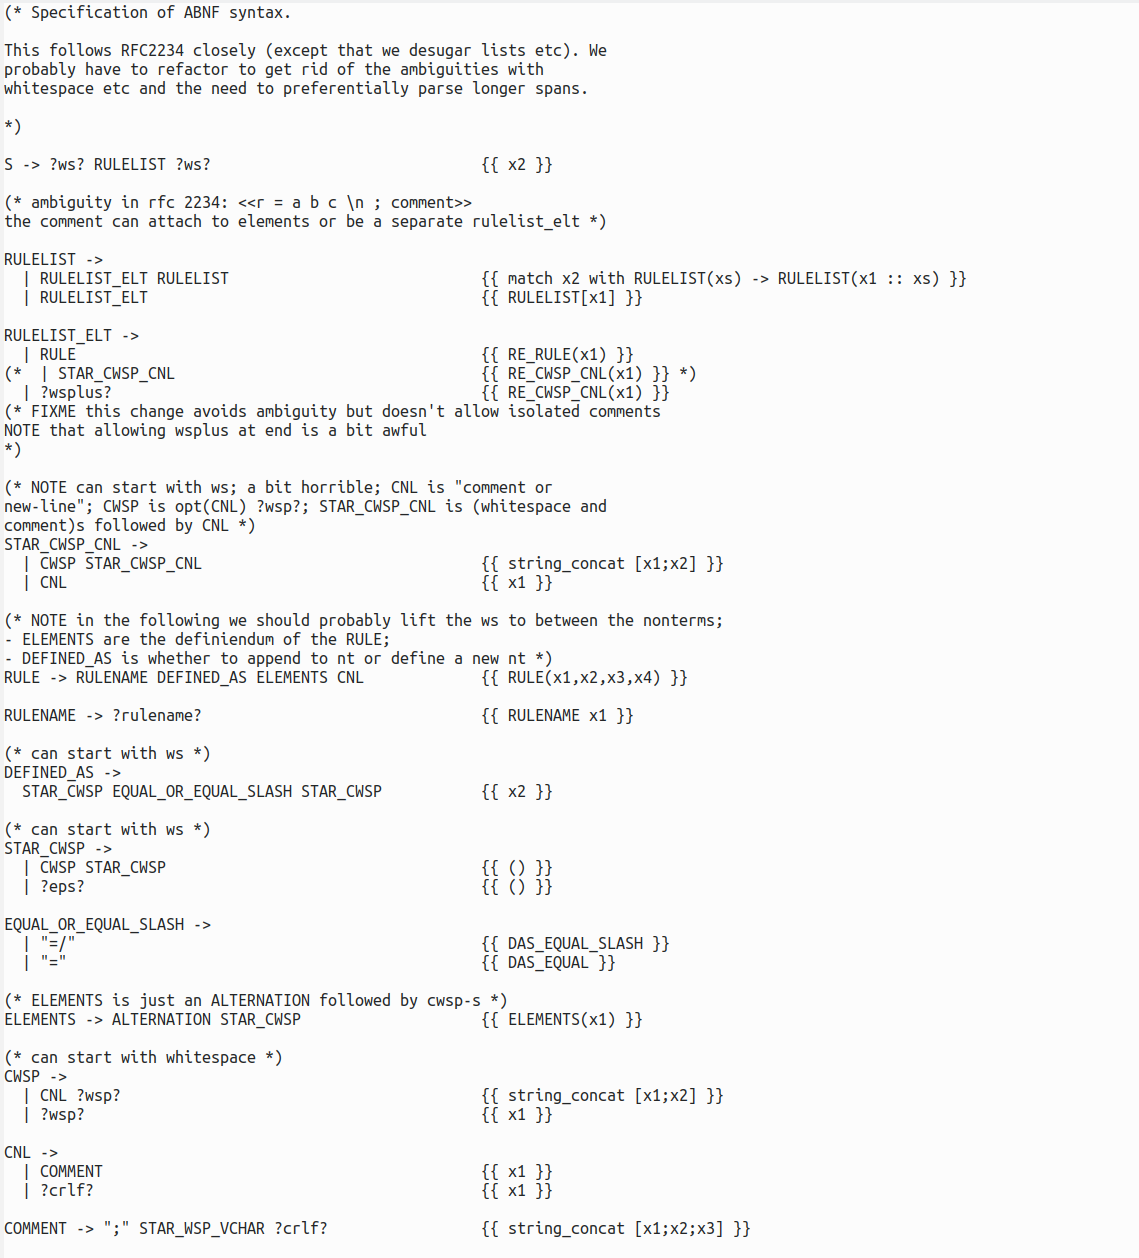 (* Specification of ABNF syntax.

This follows RFC2234 closely (except that we desugar lists etc). We
probably have to refactor to get rid of the ambiguities with
whitespace etc and the need to preferentially parse longer spans.

*)

S -> ?ws? RULELIST ?ws?                              {{ x2 }}

(* ambiguity in rfc 2234: <<r = a b c \n ; comment>>
the comment can attach to elements or be a separate rulelist_elt *)

RULELIST ->
  | RULELIST_ELT RULELIST                            {{ match x2 with RULELIST(xs) -> RULELIST(x1 :: xs) }}
  | RULELIST_ELT                                     {{ RULELIST[x1] }}

RULELIST_ELT ->
  | RULE                                             {{ RE_RULE(x1) }}
(*  | STAR_CWSP_CNL                                  {{ RE_CWSP_CNL(x1) }} *)
  | ?wsplus?                                         {{ RE_CWSP_CNL(x1) }}
(* FIXME this change avoids ambiguity but doesn't allow isolated comments
NOTE that allowing wsplus at end is a bit awful
*)

(* NOTE can start with ws; a bit horrible; CNL is "comment or
new-line"; CWSP is opt(CNL) ?wsp?; STAR_CWSP_CNL is (whitespace and
comment)s followed by CNL *)
STAR_CWSP_CNL ->
  | CWSP STAR_CWSP_CNL                               {{ string_concat [x1;x2] }}
  | CNL                                              {{ x1 }}

(* NOTE in the following we should probably lift the ws to between the nonterms;
- ELEMENTS are the definiendum of the RULE;
- DEFINED_AS is whether to append to nt or define a new nt *)
RULE -> RULENAME DEFINED_AS ELEMENTS CNL             {{ RULE(x1,x2,x3,x4) }}

RULENAME -> ?rulename?                               {{ RULENAME x1 }}

(* can start with ws *)
DEFINED_AS ->
  STAR_CWSP EQUAL_OR_EQUAL_SLASH STAR_CWSP           {{ x2 }}

(* can start with ws *)
STAR_CWSP ->
  | CWSP STAR_CWSP                                   {{ () }}
  | ?eps?                                            {{ () }}

EQUAL_OR_EQUAL_SLASH ->
  | "=/"                                             {{ DAS_EQUAL_SLASH }}
  | "="                                              {{ DAS_EQUAL }}

(* ELEMENTS is just an ALTERNATION followed by cwsp-s *)
ELEMENTS -> ALTERNATION STAR_CWSP                    {{ ELEMENTS(x1) }}

(* can start with whitespace *)
CWSP ->
  | CNL ?wsp?                                        {{ string_concat [x1;x2] }}
  | ?wsp?                                            {{ x1 }}

CNL ->
  | COMMENT                                          {{ x1 }}
  | ?crlf?                                           {{ x1 }}

COMMENT -> ";" STAR_WSP_VCHAR ?crlf?                 {{ string_concat [x1;x2;x3] }}